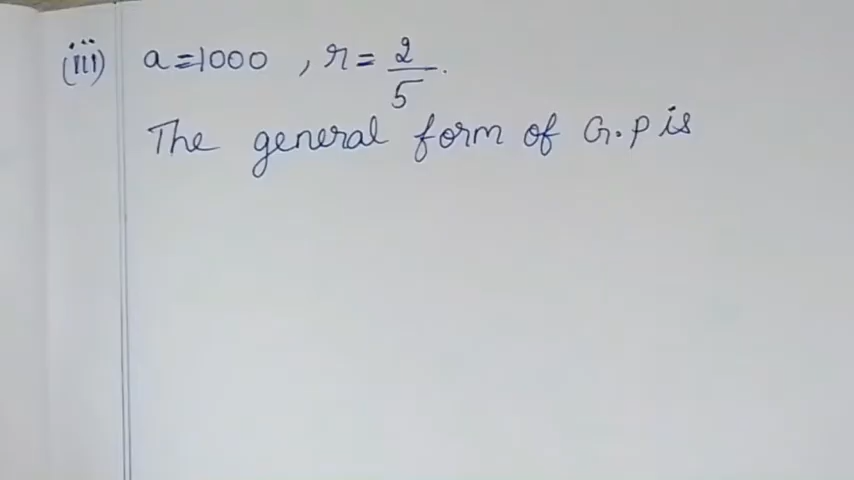 (iii) a=1000 , r= 2/5.
The general form of G.P is